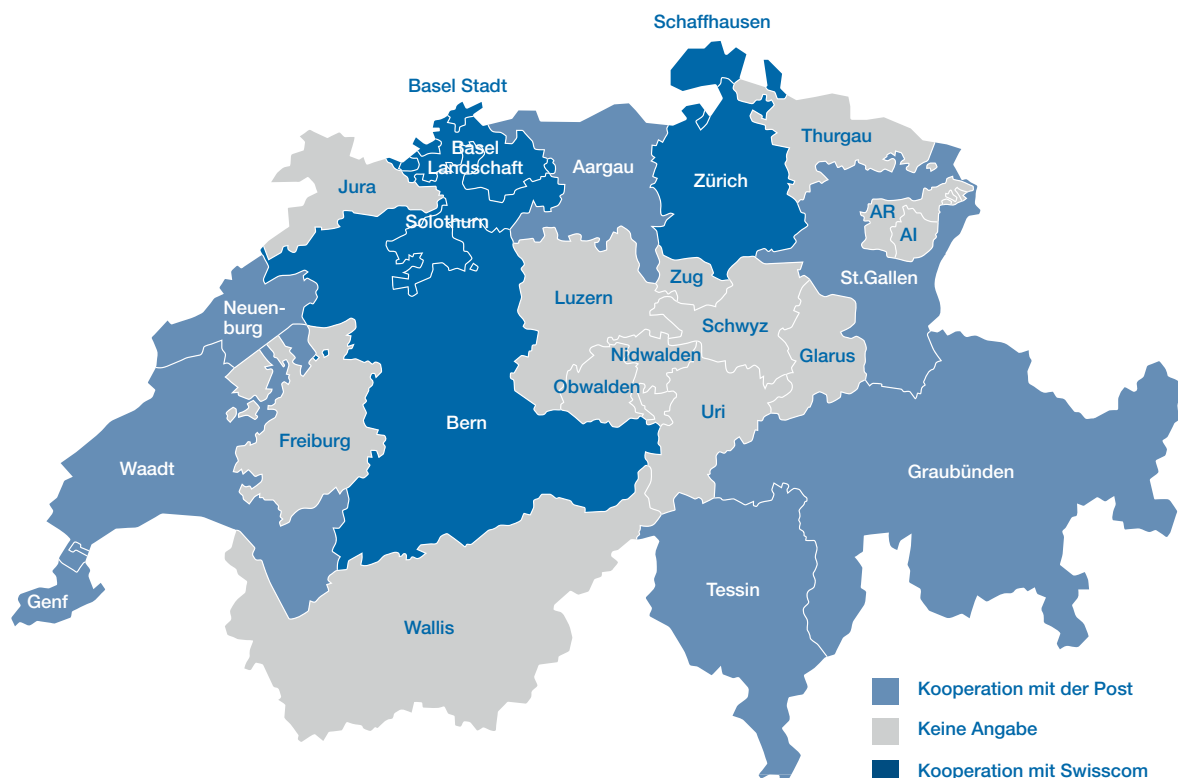 Schaffhausen
Basel Stadt
Thurgau
Basel
Landschaft
Aargau
Zürich
Jura
AR
Solothurn
AI
Zug
St.Gallen
Luzern
Neuen-
burg
Schwyz
Nidwalden
Glarus
Obwalden
Uri
Bern
Freiburg
Waadt
Graubünden
Tessin
Genf
Wallis
Kooperation mit der Post
Keine Angabe
Kooperation mit Swisscom